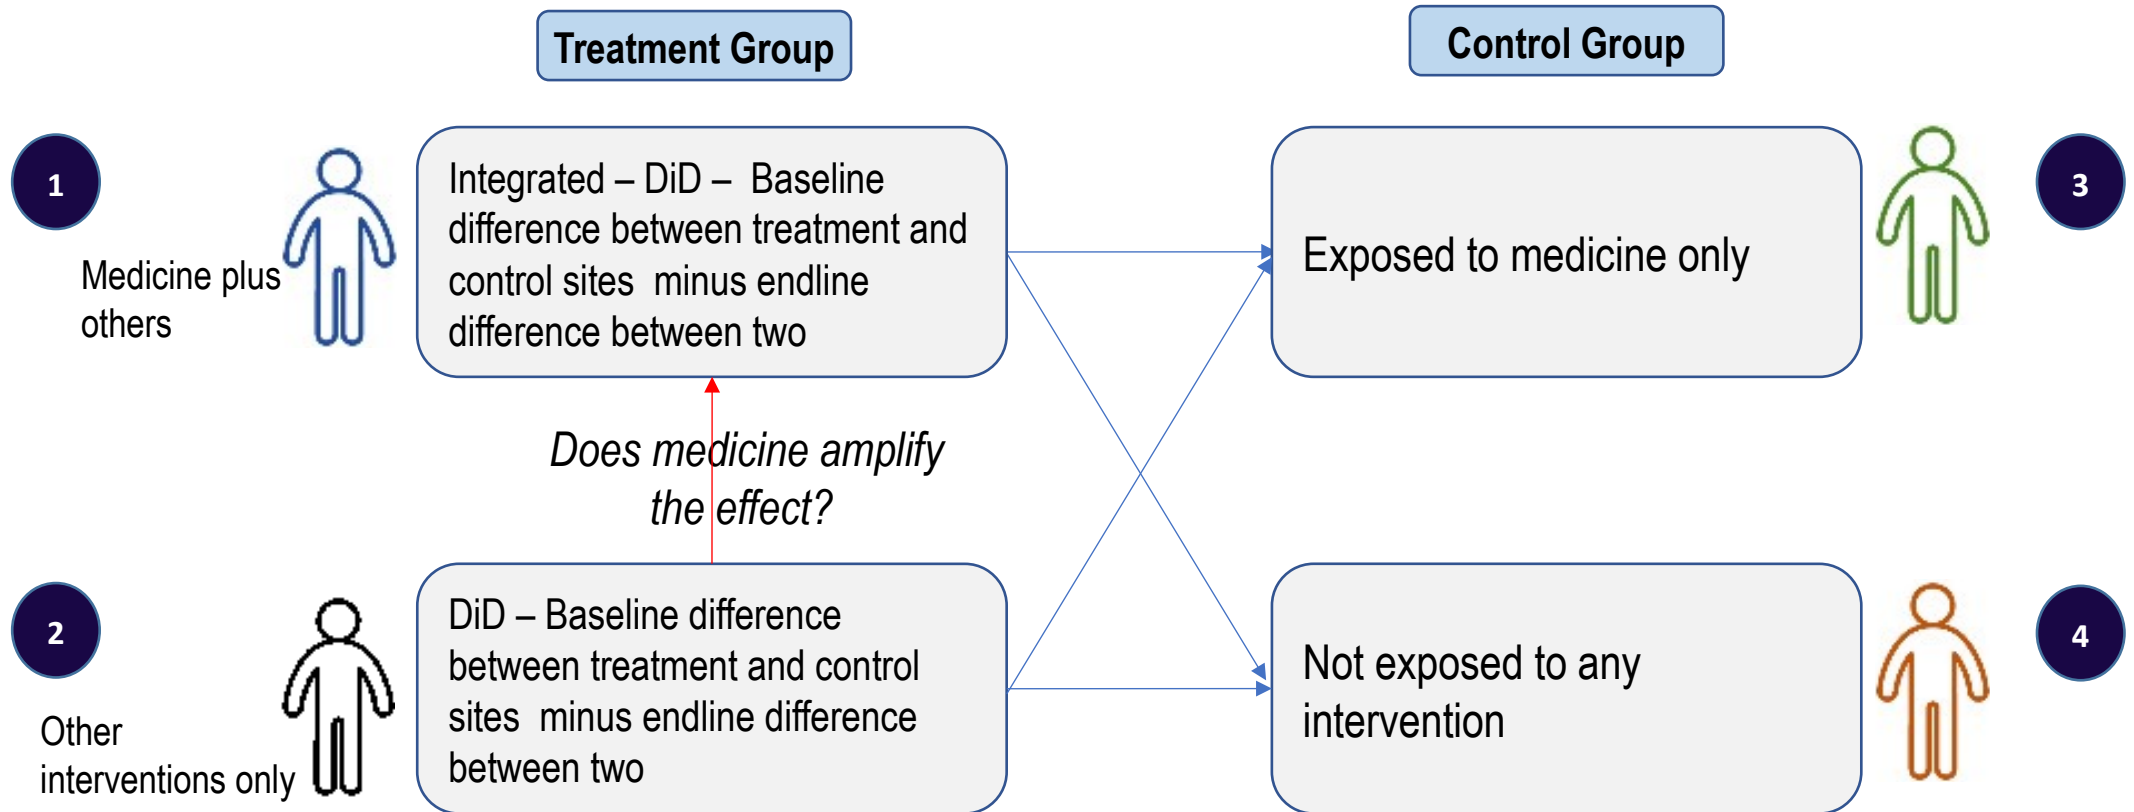 Treatment Group
Control Group
1
Medicine plus
others
Integrated – DiD – Baseline
difference between treatment and
control sites minus endline
difference between two
Exposed to medicine only
3
Does medicine amplify
the effect?
2
Other
interventions only
DiD – Baseline difference
between treatment and control
sites minus endline difference
between two
Not exposed to any
intervention
4